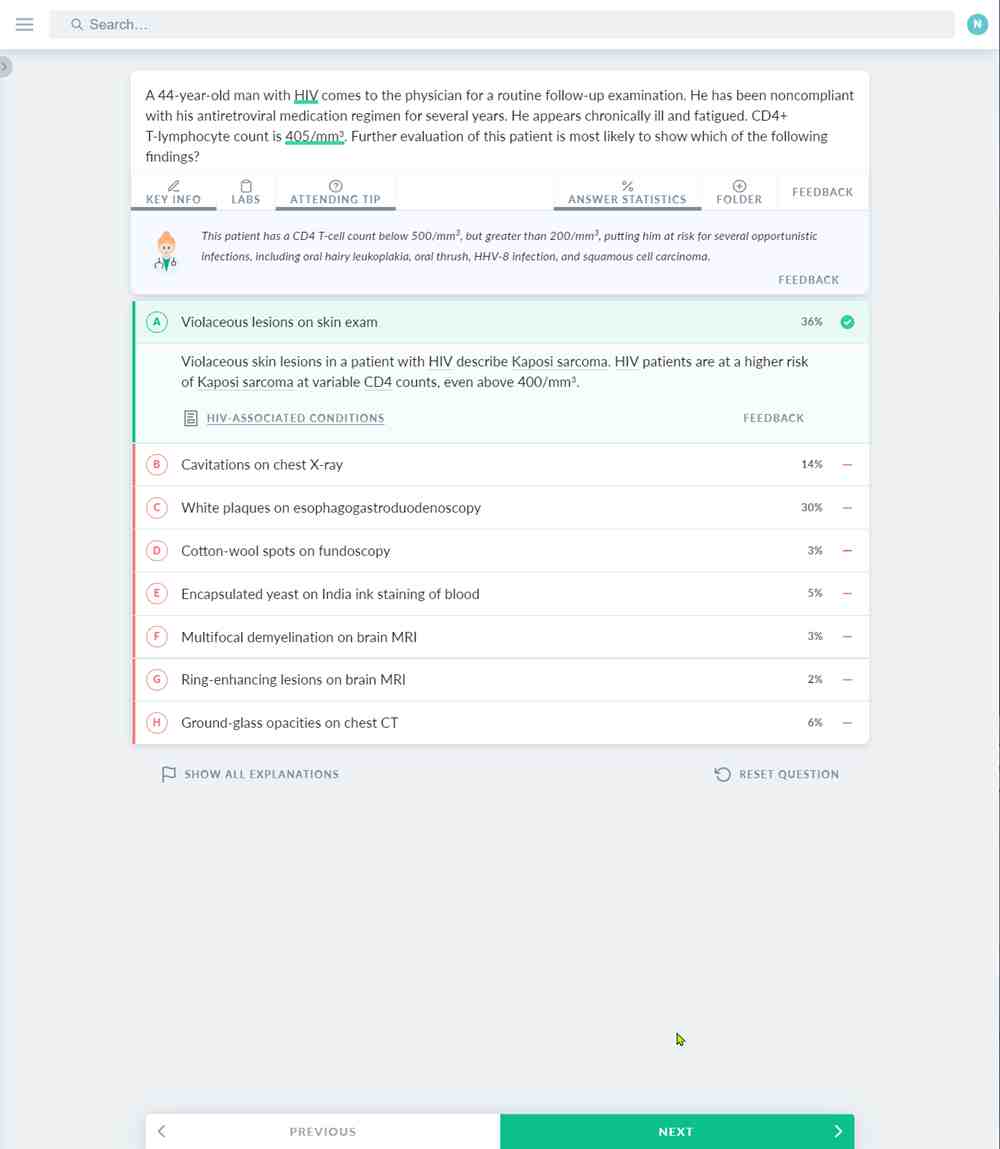 Search...
N
A 44-year-old man with HIV comes to the physician for a routine follow-up examination. He has been noncompliant
with his antiretroviral medication regimen for several years. He appears chronically ill and fatigued. CD4+
T-lymphocyte count is 405/mm³. Further evaluation of this patient is most likely to show which of the following
findings?
KEY INFO LABS ATTENDING TIP ANSWER STATISTICS FOLDER FEEDBACK
This patient has a CD4 T-cell count below 500/mm³, but greater than 200/mm³, putting him at risk for several opportunistic
infections, including oral hairy leukoplakia, oral thrush, HHV-8 infection, and squamous cell carcinoma.
FEEDBACK
A Violaceous lesions on skin exam 36%
Violaceous skin lesions in a patient with HIV describe Kaposi sarcoma. HIV patients are at a higher risk
of Kaposi sarcoma at variable CD4 counts, even above 400/mm³.
HIV-ASSOCIATED CONDITIONS FEEDBACK
B Cavitations on chest X-ray 14%
C White plaques on esophagogastroduodenoscopy 30%
D Cotton-wool spots on fundoscopy 3%
E Encapsulated yeast on India ink staining of blood 5%
F Multifocal demyelination on brain MRI 3%
G Ring-enhancing lesions on brain MRI 2%
H Ground-glass opacities on chest CT 6%
SHOW ALL EXPLANATIONS RESET QUESTION
PREVIOUS NEXT